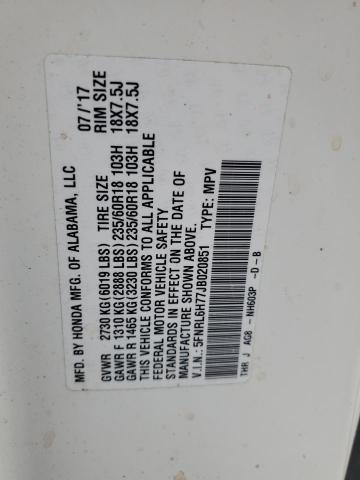 MFD. BY HONDA MFG. OF ALABAMA, LLC 07/'17
TIRE SIZE RIM SIZE
GVWR 2730 KG(6019 LBS)
GAWR F 1310 KG(2888 LBS)235/60R18 103H 18X7.5J
GAWR R 1465 KG(3230 LBS)235/60R18 103H 18X7.5J
THIS VEHICLE CONFORMS TO ALL APPLICABLE
FEDERAL MOTOR VEHICLE SAFETY
STANDARDS IN EFFECT ON THE DATE OF
MANUFACTURE SHOWN ABOVE.
V.I.N.: 5FNRL6H77JB020851 TYPE: MPV
THR J AG8 - NH603P -D -B